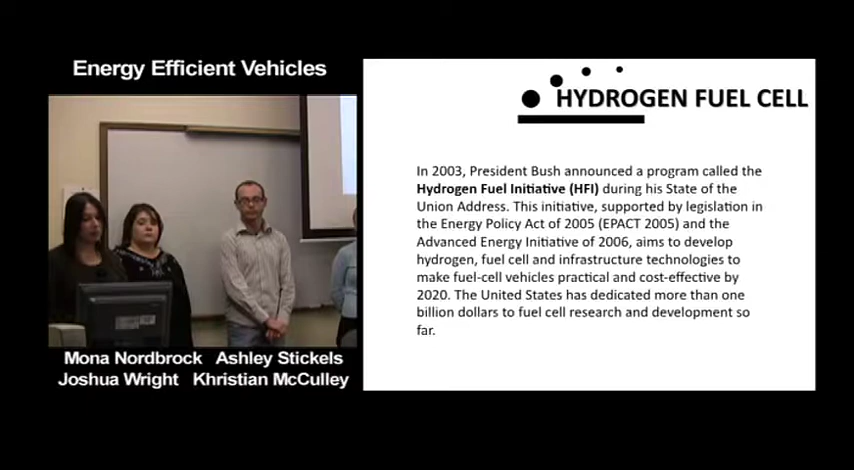 Energy Efficient Vehicles
Mona Nordbrock Ashley Stickels
Joshua Wright Khristian McCulley
HYDROGEN FUEL CELL
In 2003, President Bush announced a program called the
Hydrogen Fuel Initiative (HFI) during his State of the
Union Address. This initiative, supported by legislation in
the Energy Policy Act of 2005 (EPACT 2005) and the
Advanced Energy Initiative of 2006, aims to develop
hydrogen, fuel cell and infrastructure technologies to
make fuel-cell vehicles practical and cost-effective by
2020. The United States has dedicated more than one
billion dollars to fuel cell research and development so
far.